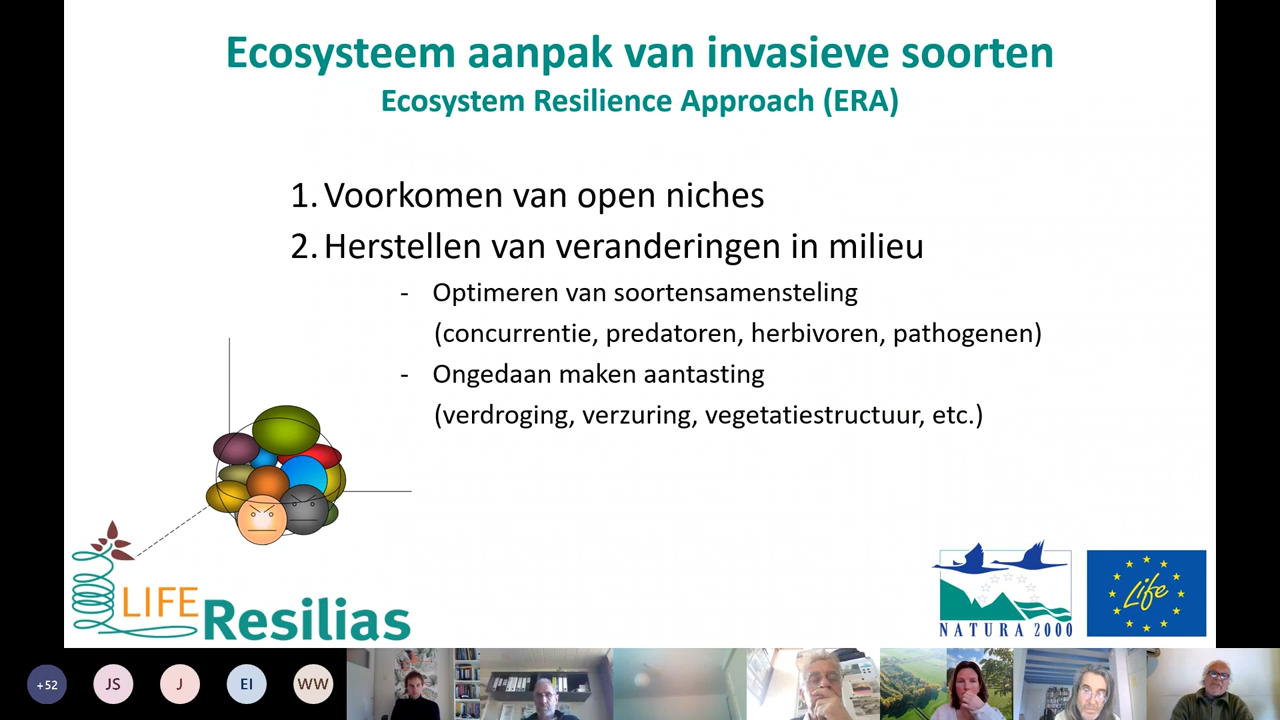 Ecosysteem aanpak van invasieve soorten
Ecosystem Resilience Approach (ERA)
1. Voorkomen van open niches
2. Herstellen van veranderingen in milieu
- Optimeren van soortensamensteling
(concurrentie, predatoren, herbivoren, pathogenen)
- Ongedaan maken aantasting
(verdroging, verzuring, vegetatiestructuur, etc.)
LIFE Resilias
NATURA 2000
Life
+52 JS J EI WW